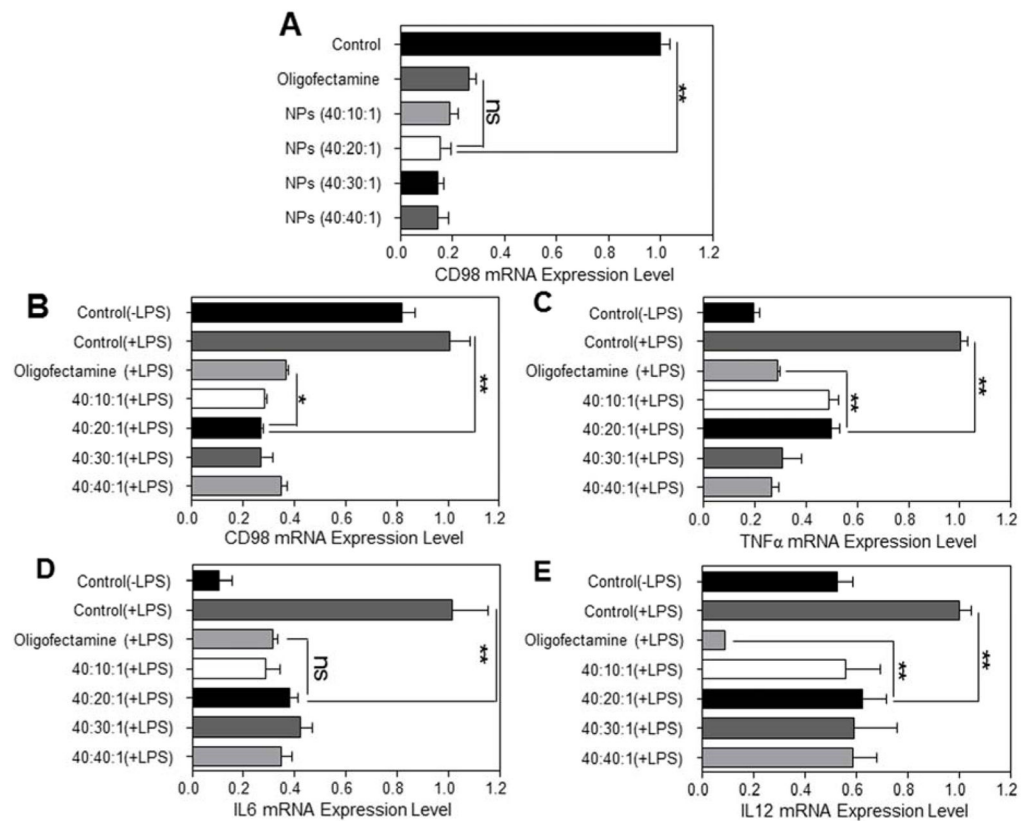 A
Control
Oligofectamine
NPs (40:10:1)
NPs (40:20:1)
NPs (40:30:1)
NPs (40:40:1)
ns
**
0.0 0.2 0.4 0.6 0.8 1.0 1.2
CD98 mRNA Expression Level
B
Control(-LPS)
Control(+LPS)
Oligofectamine (+LPS)
40:10:1(+LPS)
40:20:1(+LPS)
40:30:1(+LPS)
40:40:1(+LPS)
*
**
0.0 0.2 0.4 0.6 0.8 1.0 1.2
CD98 mRNA Expression Level
C
Control(-LPS)
Control(+LPS)
Oligofectamine (+LPS)
40:10:1(+LPS)
40:20:1(+LPS)
40:30:1(+LPS)
40:40:1(+LPS)
**
**
0.0 0.2 0.4 0.6 0.8 1.0 1.2
TNFα mRNA Expression Level
D
Control(-LPS)
Control(+LPS)
Oligofectamine (+LPS)
40:10:1(+LPS)
40:20:1(+LPS)
40:30:1(+LPS)
40:40:1(+LPS)
ns
**
0.0 0.2 0.4 0.6 0.8 1.0 1.2
IL6 mRNA Expression Level
E
Control(-LPS)
Control(+LPS)
Oligofectamine (+LPS)
40:10:1(+LPS)
40:20:1(+LPS)
40:30:1(+LPS)
40:40:1(+LPS)
**
**
0.0 0.2 0.4 0.6 0.8 1.0 1.2
IL12 mRNA Expression Level